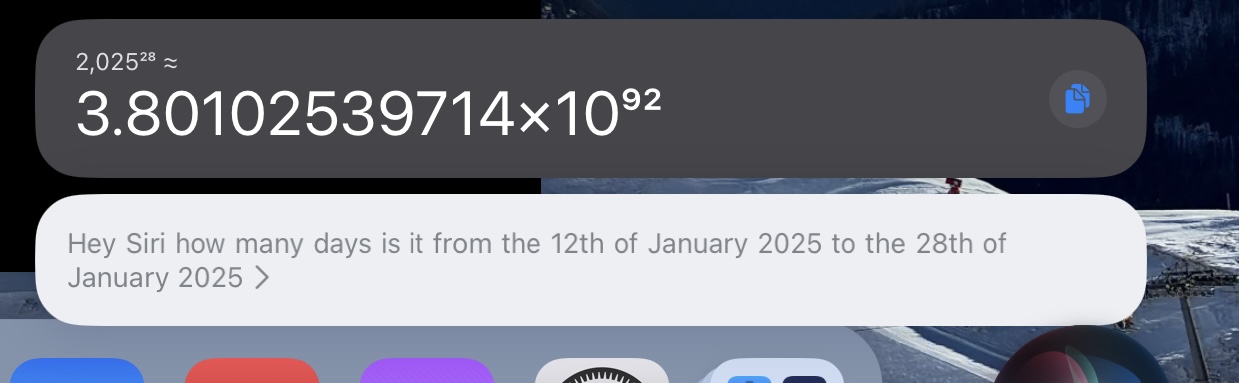 2,025²⁸ ≈
3.80102539714×10⁹²
Hey Siri how many days is it from the 12th of January 2025 to the 28th of
January 2025 >